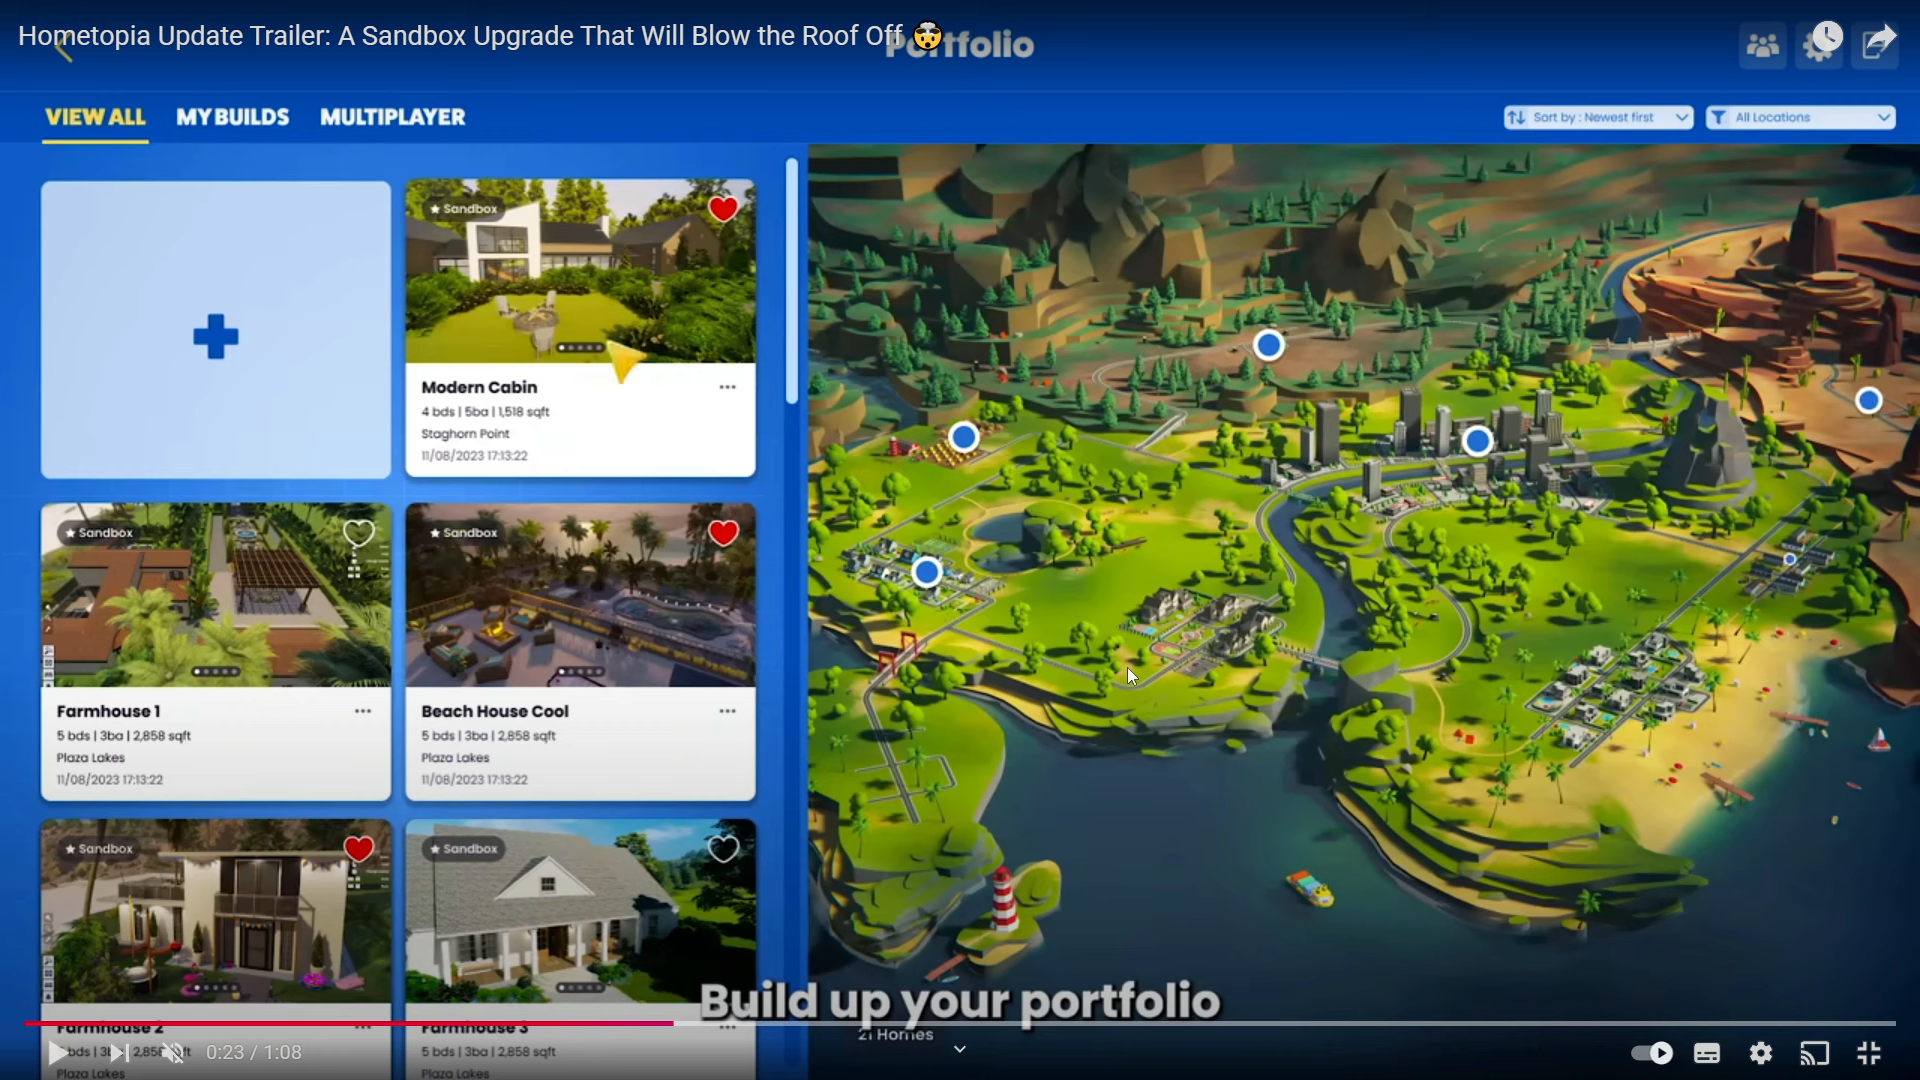 Hometopia Update Trailer: A Sandbox Upgrade That Will Blow the Roof Off 🤯
Portfolio
VIEW ALL
MY BUILDS
MULTIPLAYER
Sort by : Newest first
All Locations
★ Sandbox
Modern Cabin
4 bds | 5ba | 1,518 sqft
Staghorn Point
11/08/2023 17:13:22
★ Sandbox
Farmhouse 1
5 bds | 3ba | 2,858 sqft
Plaza Lakes
11/08/2023 17:13:22
★ Sandbox
Beach House Cool
5 bds | 3ba | 2,858 sqft
Plaza Lakes
11/08/2023 17:13:22
★ Sandbox
Farmhouse 2
Plaza Lakes
★ Sandbox
Farmhouse 3
5 bds | 3ba | 2,858 sqft
Plaza Lakes
Build up your portfolio
21 Homes
0:23 / 1:08